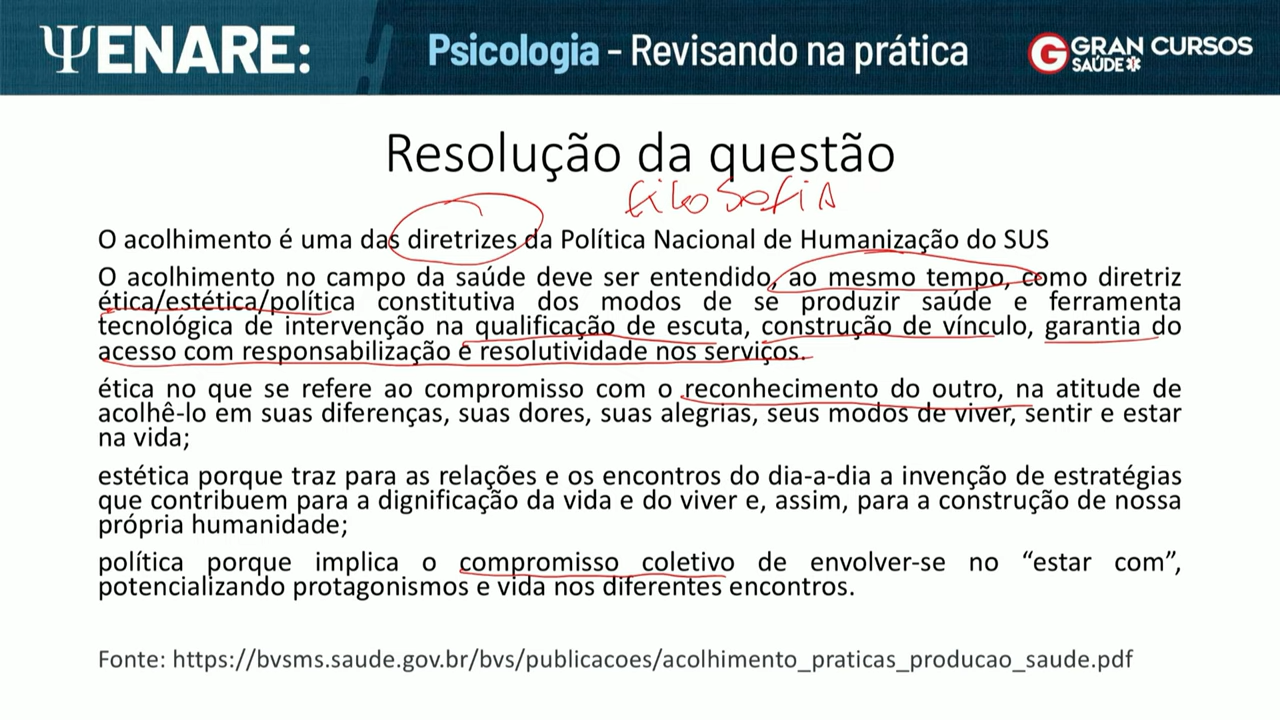 ΨENARE:
Psicologia - Revisando na prática
G GRAN CURSOS
SAÚDE
Resolução da questão
filosofia
O acolhimento é uma das diretrizes da Política Nacional de Humanização do SUS
O acolhimento no campo da saúde deve ser entendido, ao mesmo tempo, como diretriz
ética/estética/política constitutiva dos modos de se produzir saúde e ferramenta
tecnológica de intervenção na qualificação de escuta, construção de vínculo, garantia do
acesso com responsabilização e resolutividade nos serviços.
ética no que se refere ao compromisso com o reconhecimento do outro, na atitude de
acolhê-lo em suas diferenças, suas dores, suas alegrias, seus modos de viver, sentir e estar
na vida;
estética porque traz para as relações e os encontros do dia-a-dia a invenção de estratégias
que contribuem para a dignificação da vida e do viver e, assim, para a construção de nossa
própria humanidade;
política porque implica o compromisso coletivo de envolver-se no “estar com”,
potencializando protagonismos e vida nos diferentes encontros.
Fonte: https://bvsms.saude.gov.br/bvs/publicacoes/acolhimento_praticas_producao_saude.pdf